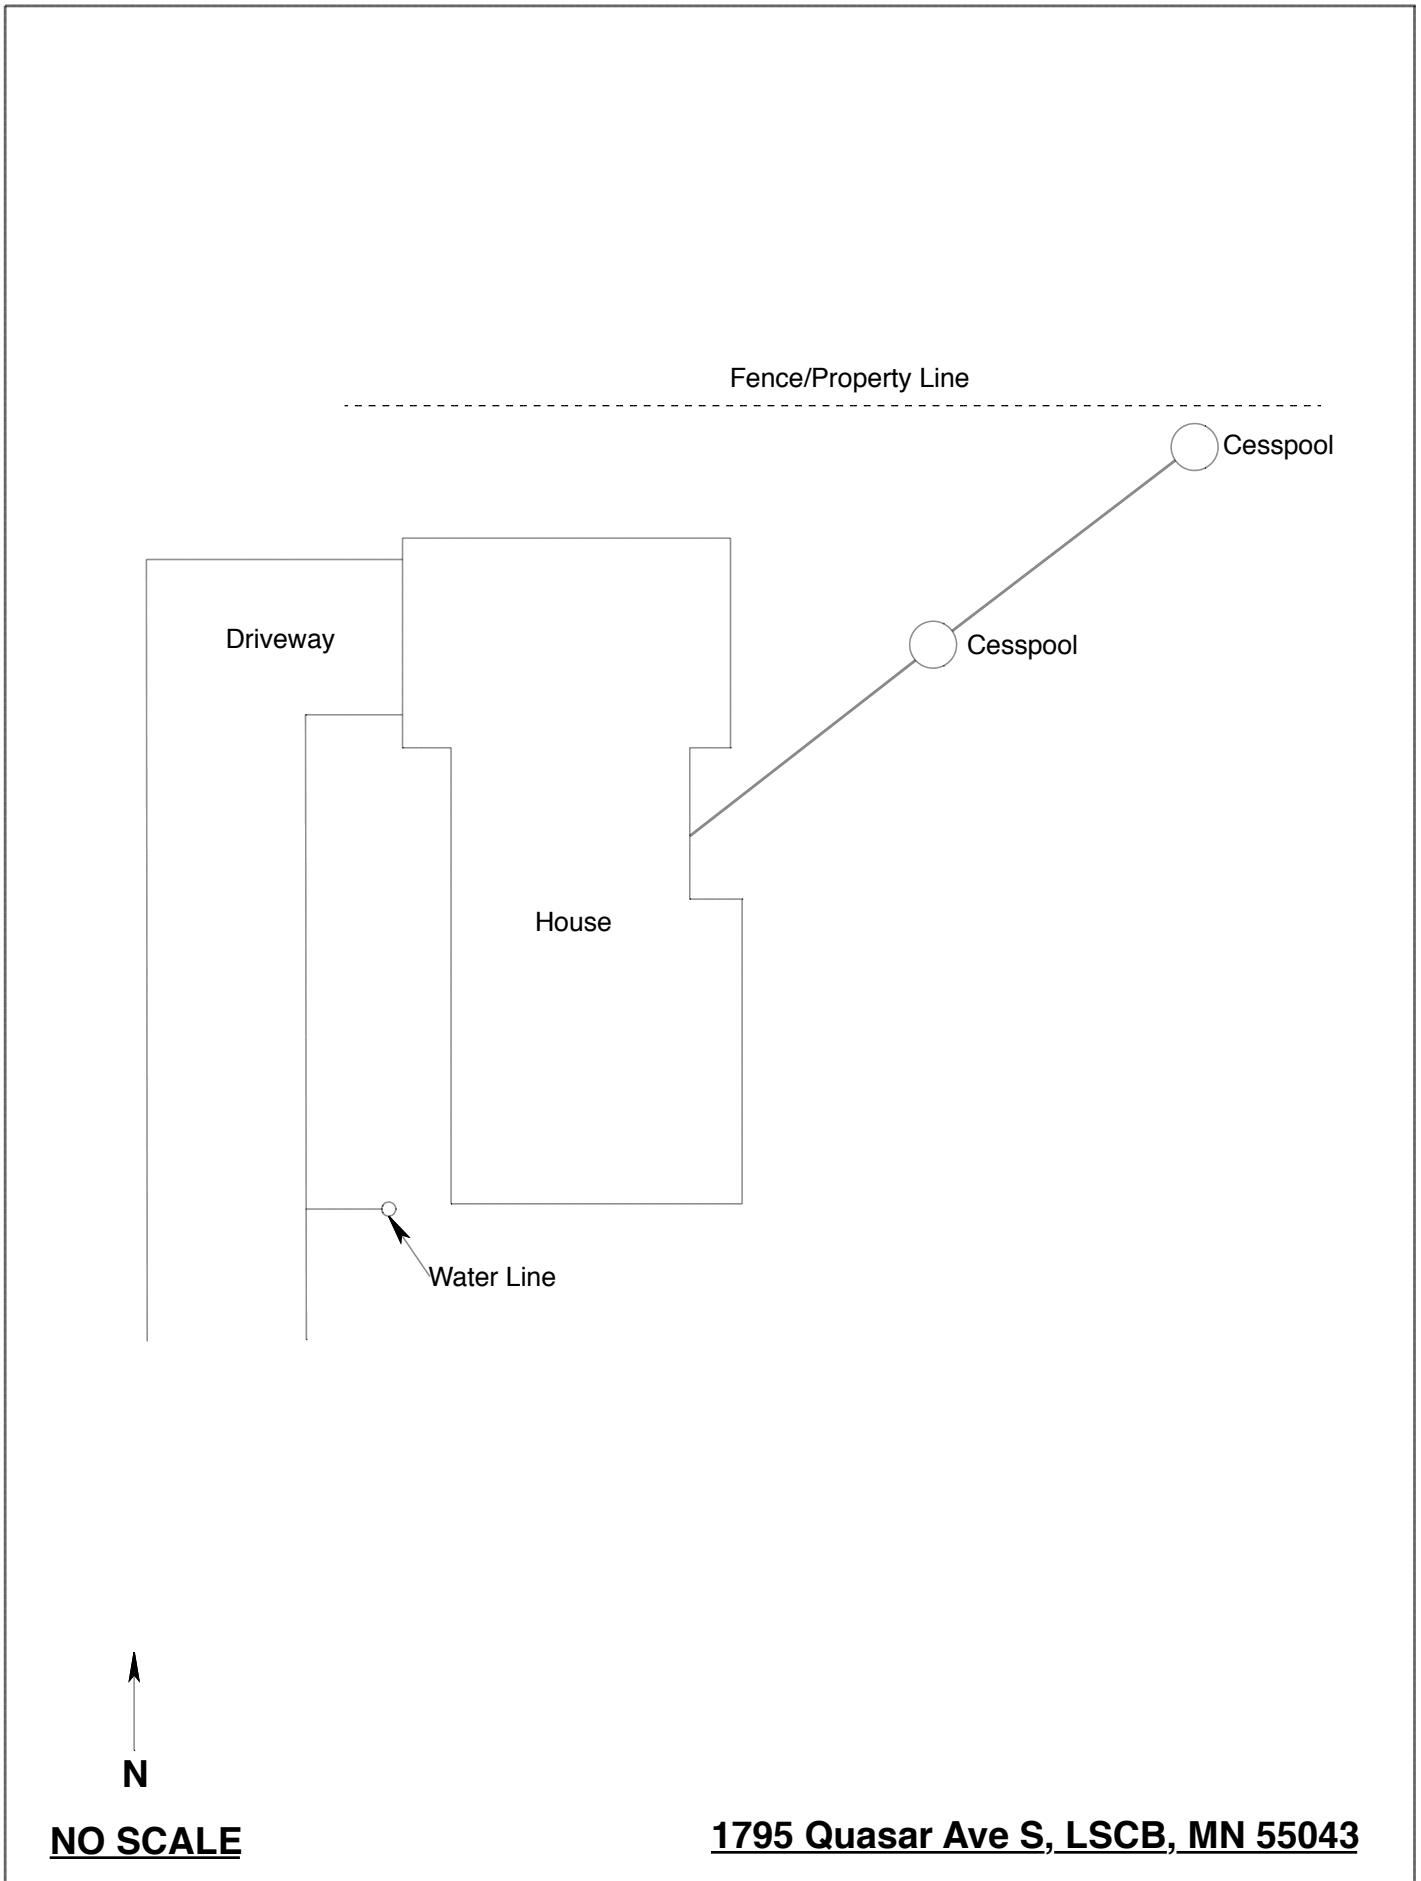 Fence/Property Line
Cesspool
Driveway
Cesspool
House
Water Line
N
NO SCALE
1795 Quasar Ave S, LSCB, MN 55043